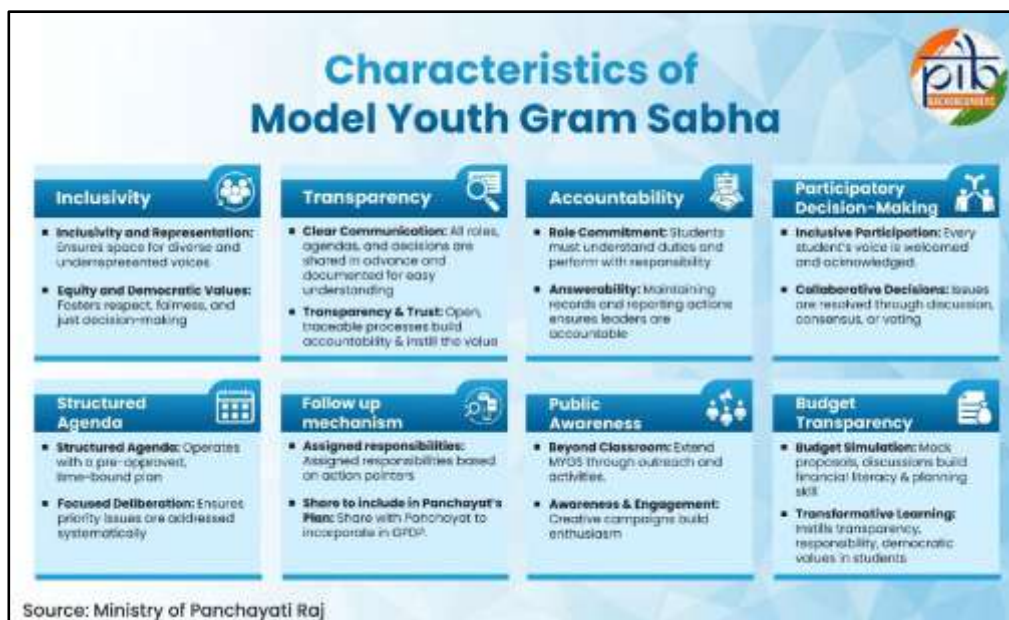 Characteristics of
Model Youth Gram Sabha
pib
BACKGROUNDERS
Inclusivity
Inclusivity and Representation:
Ensures space for diverse and
underrepresented voices
Equity and Democratic Values:
Fosters respect, fairness, and
just decision-making
Transparency
Clear Communication: All roles,
agendas, and decisions are
shared in advance and
documented for easy
understanding
Transparency & Trust: Open,
traceable processes build
accountability & instill the value
Accountability
Role Commitment: Students
must understand duties and
perform with responsibility
Answerability: Maintaining
records and reporting actions
ensures leaders are
accountable
Participatory
Decision-Making
Inclusive Participation: Every
student's voice is welcomed
and acknowledged.
Collaborative Decisions: Issues
are resolved through discussion,
consensus, or voting
Structured
Agenda
Structured Agenda: Operates
with a pre-approved,
time-bound plan
Focused Deliberation: Ensures
priority issues are addressed
systematically
Follow up
mechanism
Assigned responsibilities:
Assigned responsibilities based
on action pointers
Share to include in Panchayat's
Plan: Share with Panchayat to
incorporate in GPDP.
Public
Awareness
Beyond Classroom: Extend
MYGS through outreach and
activities.
Awareness & Engagement:
Creative campaigns build
enthusiasm
Budget
Transparency
Budget Simulation: Mock
proposals, discussions build
financial literacy & planning
skill
Transformative Learning:
Instills transparency,
responsibility, democratic
values in students
Source: Ministry of Panchayati Raj